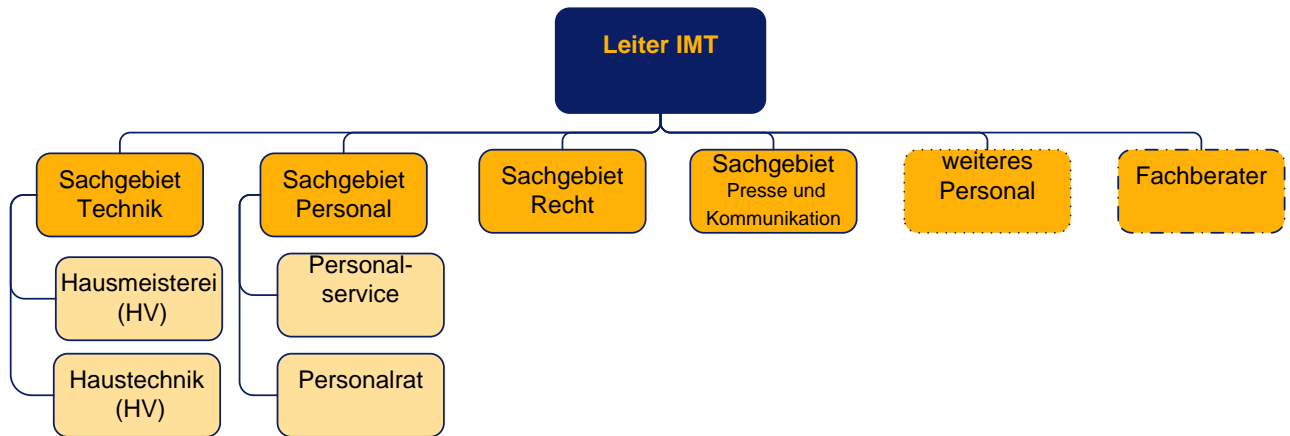 Leiter IMT
Sachgebiet
Technik
Sachgebiet
Personal
Sachgebiet
Recht
Sachgebiet
Presse und
Kommunikation
weiteres
Personal
Fachberater
Hausmeisterei
(HV)
Haustechnik
(HV)
Personal-
service
Personalrat